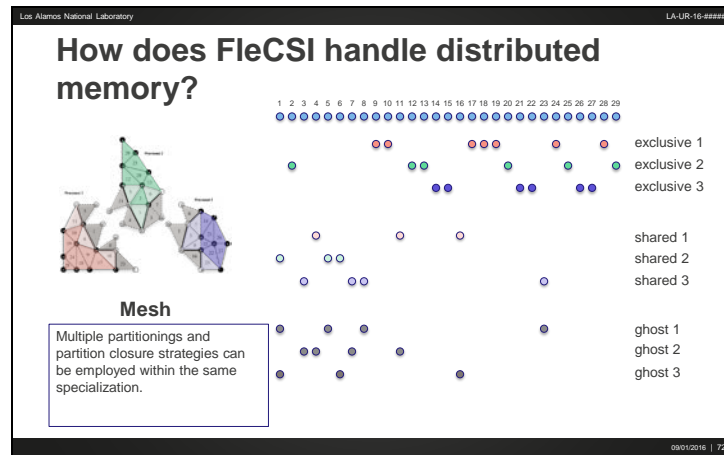 Los Alamos National Laboratory
LA-UR-16-#####
How does FleCSI handle distributed
memory?
1 2 3 4 5 6 7 8 9 10 11 12 13 14 15 16 17 18 19 20 21 22 23 24 25 26 27 28 29
exclusive 1
exclusive 2
exclusive 3
shared 1
shared 2
shared 3
Mesh
Multiple partitionings and
partition closure strategies can
be employed within the same
specialization.
ghost 1
ghost 2
ghost 3
09/01/2016 | 72